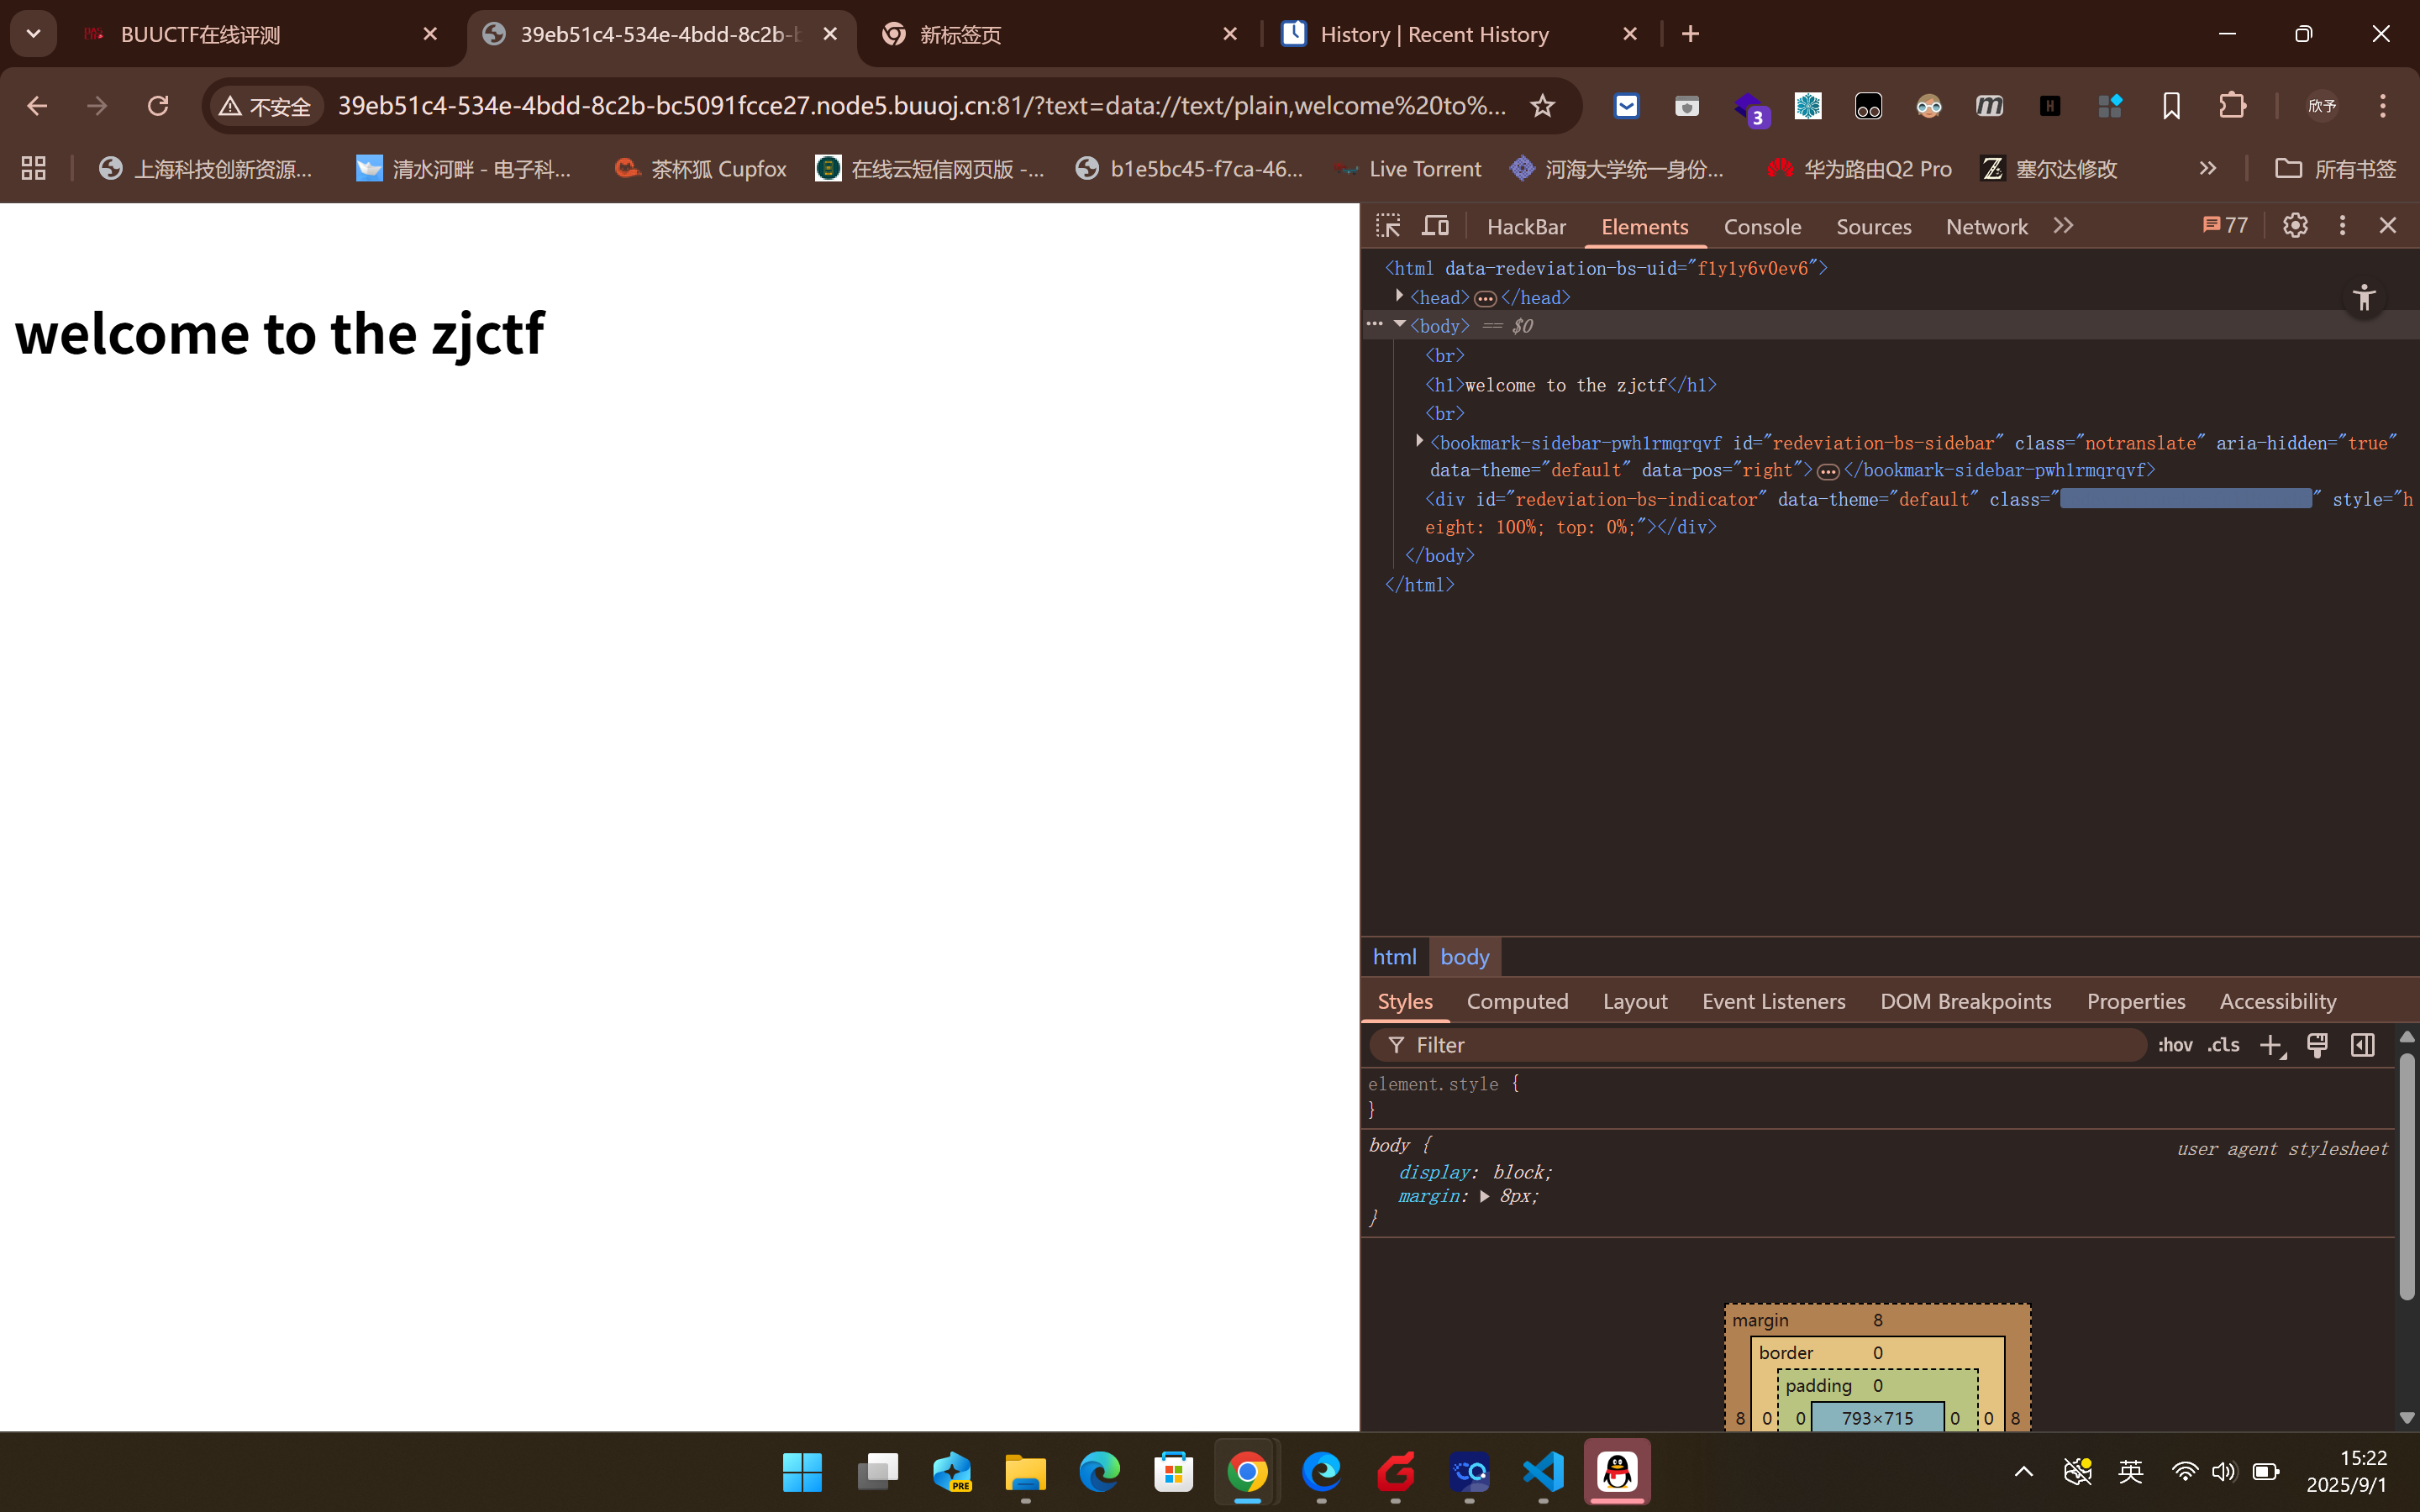 BUUCTF在线评测
39eb51c4-534e-4bdd-8c2b-b
新标签页
History | Recent History
不安全
39eb51c4-534e-4bdd-8c2b-bc5091fcce27.node5.buuoj.cn:81/?text=data://text/plain,welcome%20to%...
3
欣予
上海科技创新资源...
清水河畔 - 电子科...
茶杯狐 Cupfox
在线云短信网页版 -...
b1e5bc45-f7ca-46...
Live Torrent
河海大学统一身份...
华为路由Q2 Pro
塞尔达修改
所有书签
welcome to the zjctf
HackBar
Elements
Console
Sources
Network
77
<html data-redeviation-bs-uid="f1y1y6v0ev6">
<head>…</head>
<body> == $0
<br>
<h1>welcome to the zjctf</h1>
<br>
<bookmark-sidebar-pwh1rmqrqvf id="redeviation-bs-sidebar" class="notranslate" aria-hidden="true"
data-theme="default" data-pos="right">…</bookmark-sidebar-pwh1rmqrqvf>
<div id="redeviation-bs-indicator" data-theme="default" class="" style="h
eight: 100%; top: 0%;"></div>
</body>
</html>
html
body
Styles
Computed
Layout
Event Listeners
DOM Breakpoints
Properties
Accessibility
Filter
:hov
.cls
element.style {
}
body {
user agent stylesheet
display: block;
margin: 8px;
}
margin
8
border
0
padding
0
8
0
0
793×715
0
0
8
PRE
英
15:22
2025/9/1